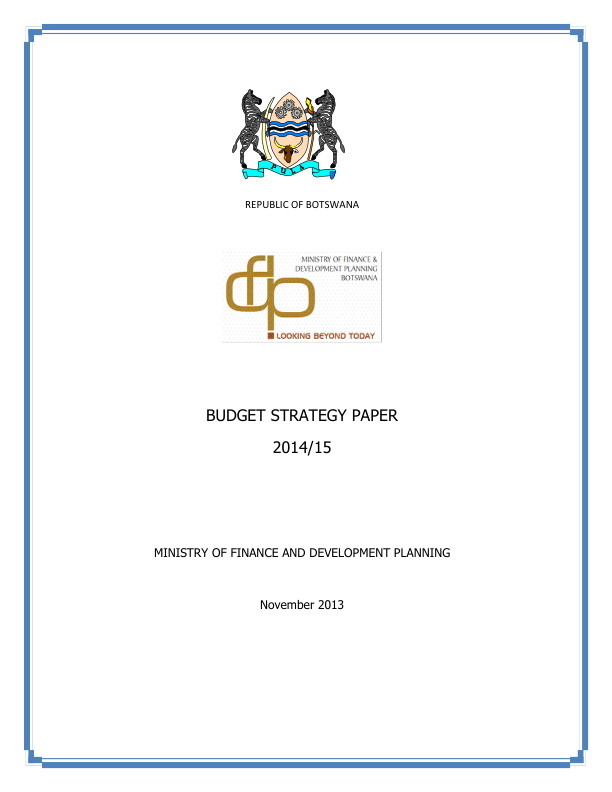 PULA
REPUBLIC OF BOTSWANA
MINISTRY OF FINANCE &
DEVELOPMENT PLANNING
BOTSWANA
dfp
LOOKING BEYOND TODAY
BUDGET STRATEGY PAPER
2014/15
MINISTRY OF FINANCE AND DEVELOPMENT PLANNING
November 2013